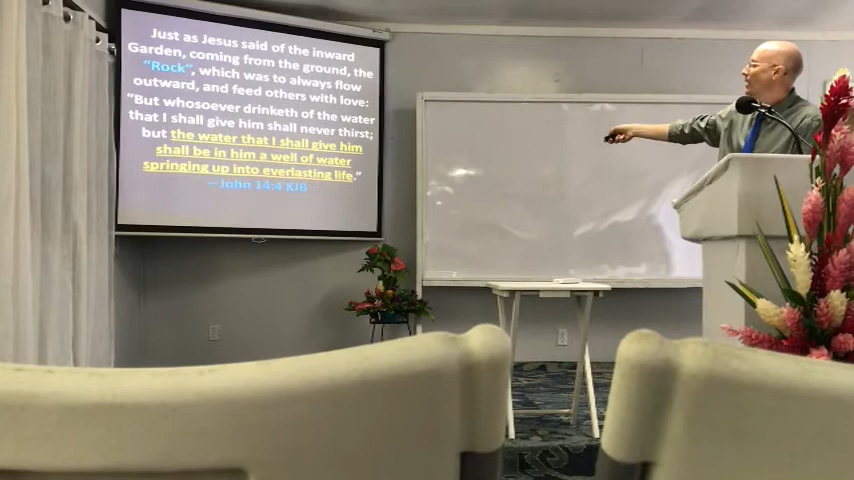 Just as Jesus said of the inward
Garden, coming from the ground, the
“Rock”, which was to always flow
outward, and feed others with love:
“But whosoever drinketh of the water
that I shall give him shall never thirst;
but the water that I shall give him
shall be in him a well of water
springing up into everlasting life.”
– John 14:4 KJB